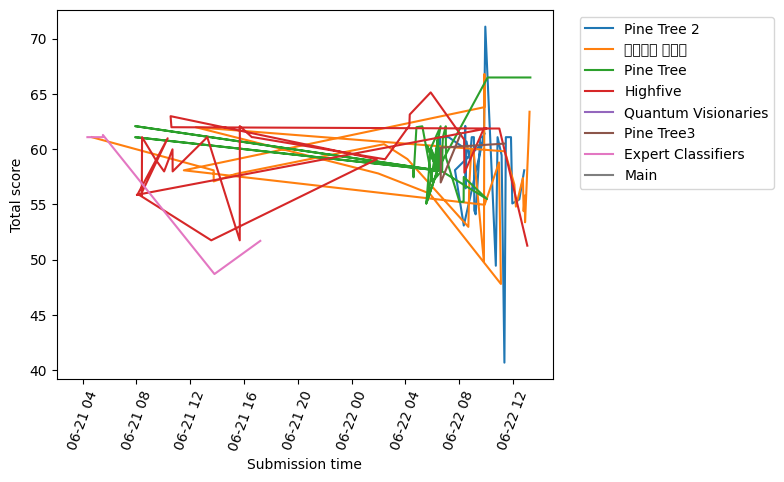 Total score
70
65
60
55
50
45
40
06-21 04
06-21 08
06-21 12
06-21 16
06-21 20
06-22 00
06-22 04
06-22 08
06-22 12
Submission time
Pine Tree 2
Pine Tree
Highfive
Quantum Visionaries
Pine Tree3
Expert Classifiers
Main